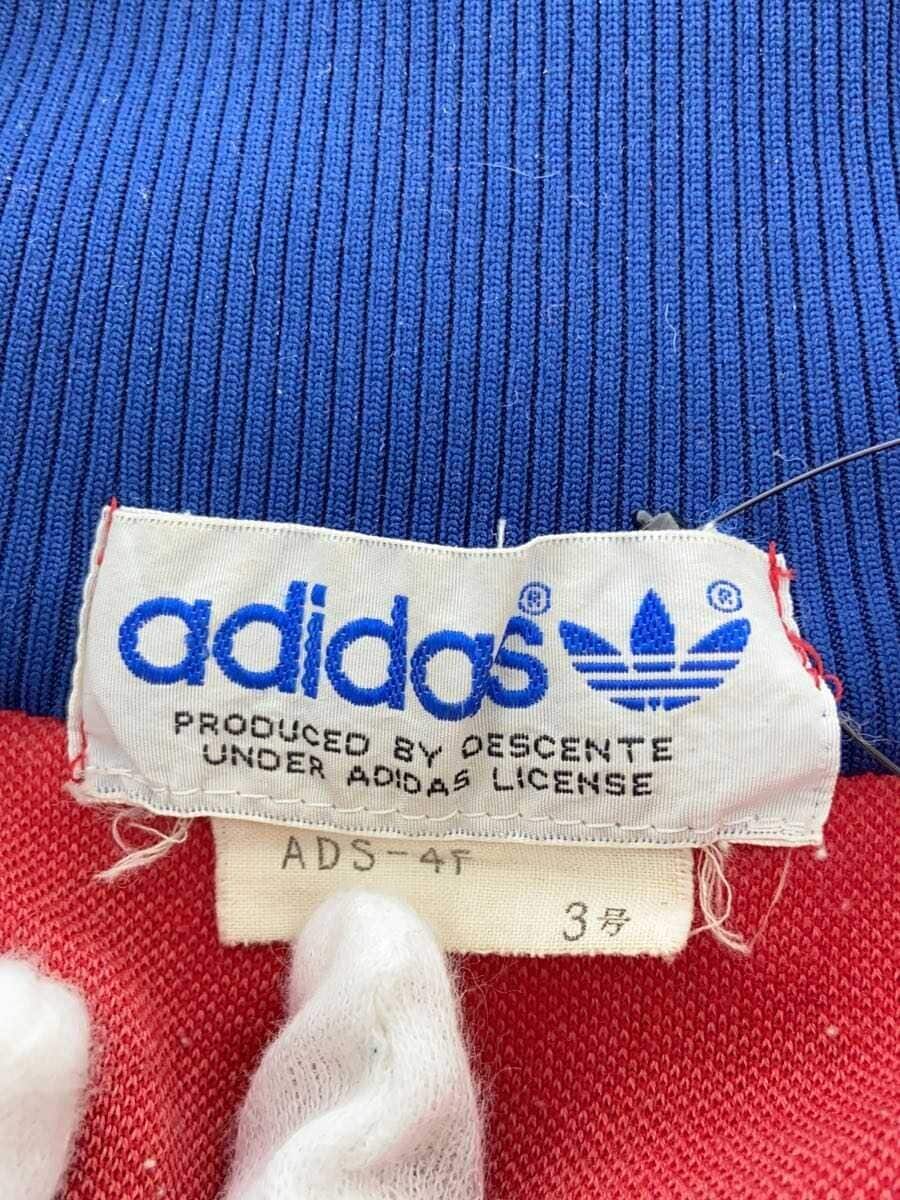 adidas® ®
PRODUCED BY DESCENTE
UNDER ADIDAS LICENSE
ADS-4F
3号